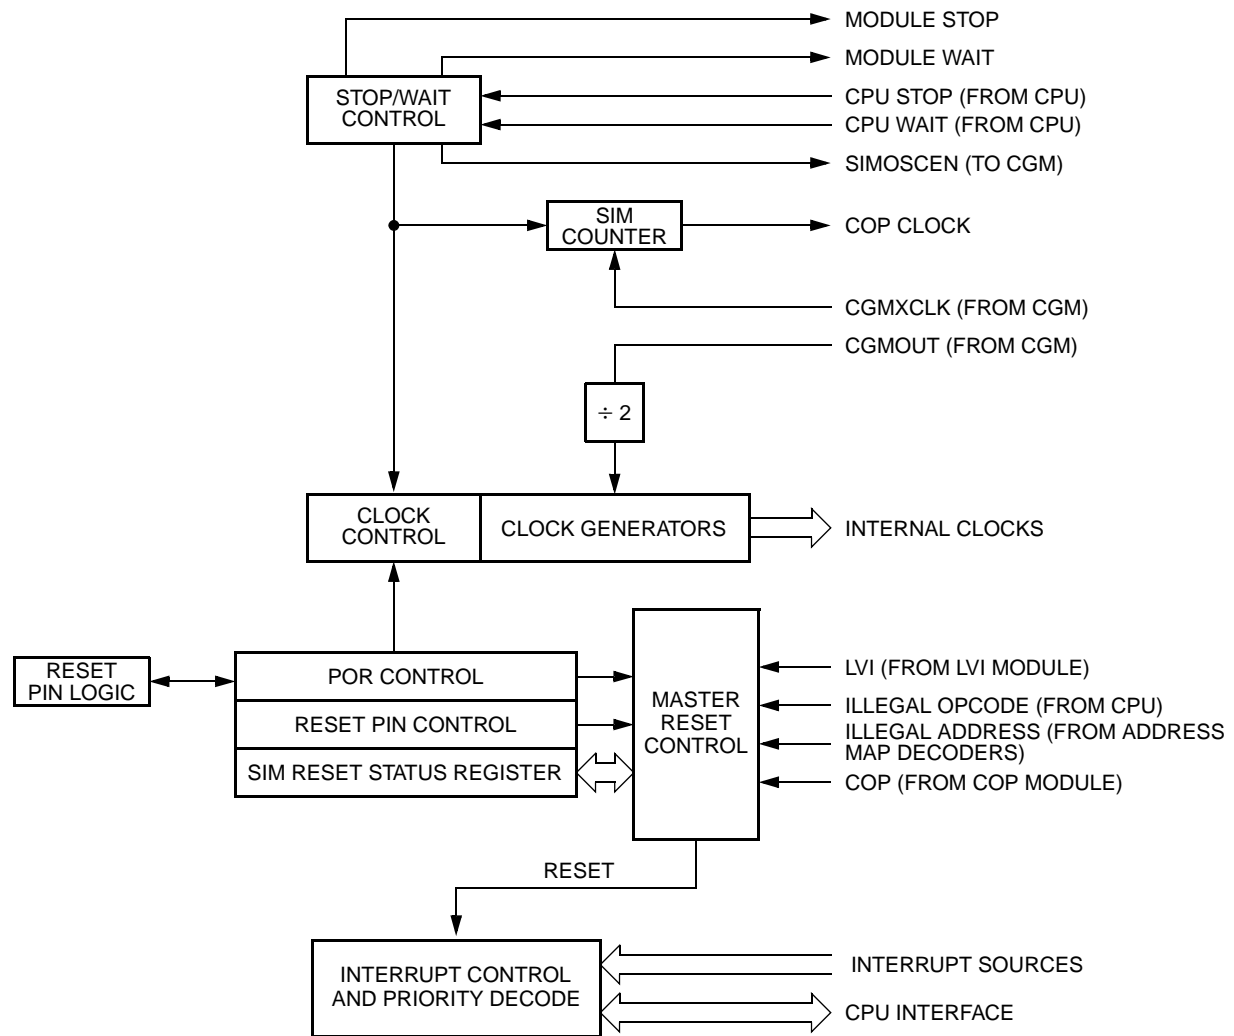 MODULE STOP
MODULE WAIT
STOP/WAIT
CONTROL
CPU STOP (FROM CPU)
CPU WAIT (FROM CPU)
SIMOSCEN (TO CGM)
SIM
COUNTER
COP CLOCK
CGMXCLK (FROM CGM)
CGMOUT (FROM CGM)
÷ 2
CLOCK
CONTROL
CLOCK GENERATORS
INTERNAL CLOCKS
RESET
PIN LOGIC
POR CONTROL
RESET PIN CONTROL
SIM RESET STATUS REGISTER
MASTER
RESET
CONTROL
LVI (FROM LVI MODULE)
ILLEGAL OPCODE (FROM CPU)
ILLEGAL ADDRESS (FROM ADDRESS
MAP DECODERS)
COP (FROM COP MODULE)
RESET
INTERRUPT CONTROL
AND PRIORITY DECODE
INTERRUPT SOURCES
CPU INTERFACE